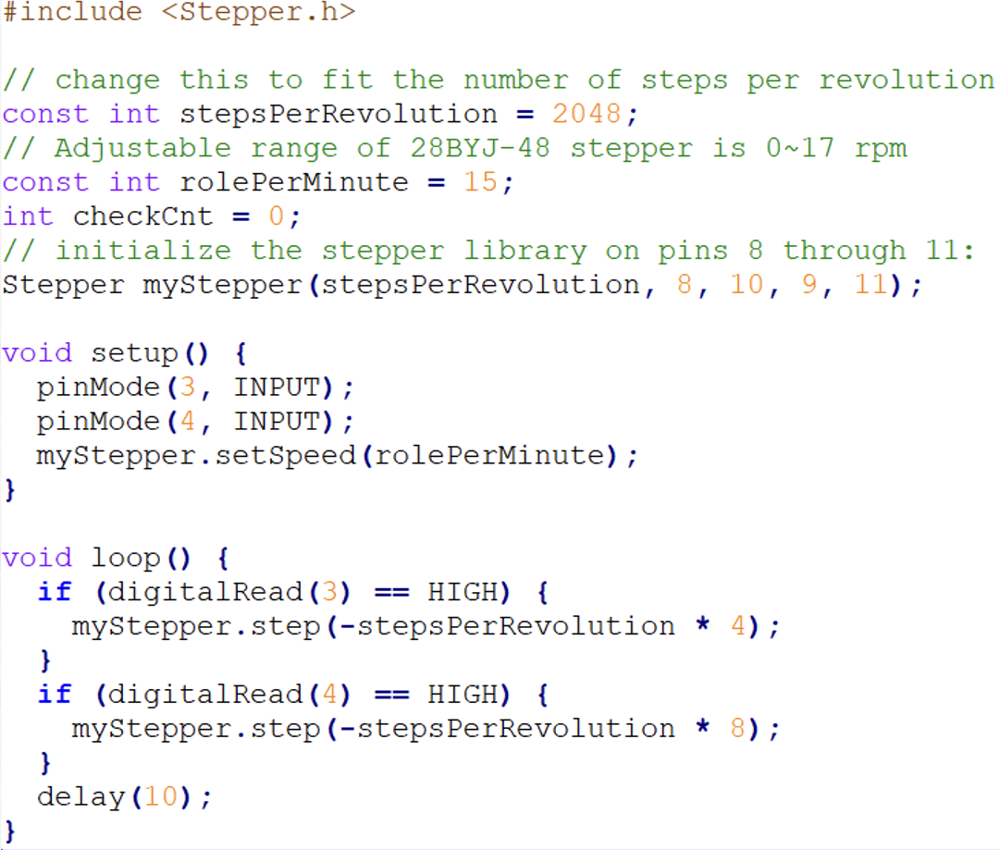 #include <Stepper.h>

// change this to fit the number of steps per revolution
const int stepsPerRevolution = 2048;
// Adjustable range of 28BYJ-48 stepper is 0~17 rpm
const int rolePerMinute = 15;
int checkCnt = 0;
// initialize the stepper library on pins 8 through 11:
Stepper myStepper(stepsPerRevolution, 8, 10, 9, 11);

void setup() {
  pinMode(3, INPUT);
  pinMode(4, INPUT);
  myStepper.setSpeed(rolePerMinute);
}

void loop() {
  if (digitalRead(3) == HIGH) {
    myStepper.step(-stepsPerRevolution * 4);
  }
  if (digitalRead(4) == HIGH) {
    myStepper.step(-stepsPerRevolution * 8);
  }
  delay(10);
}